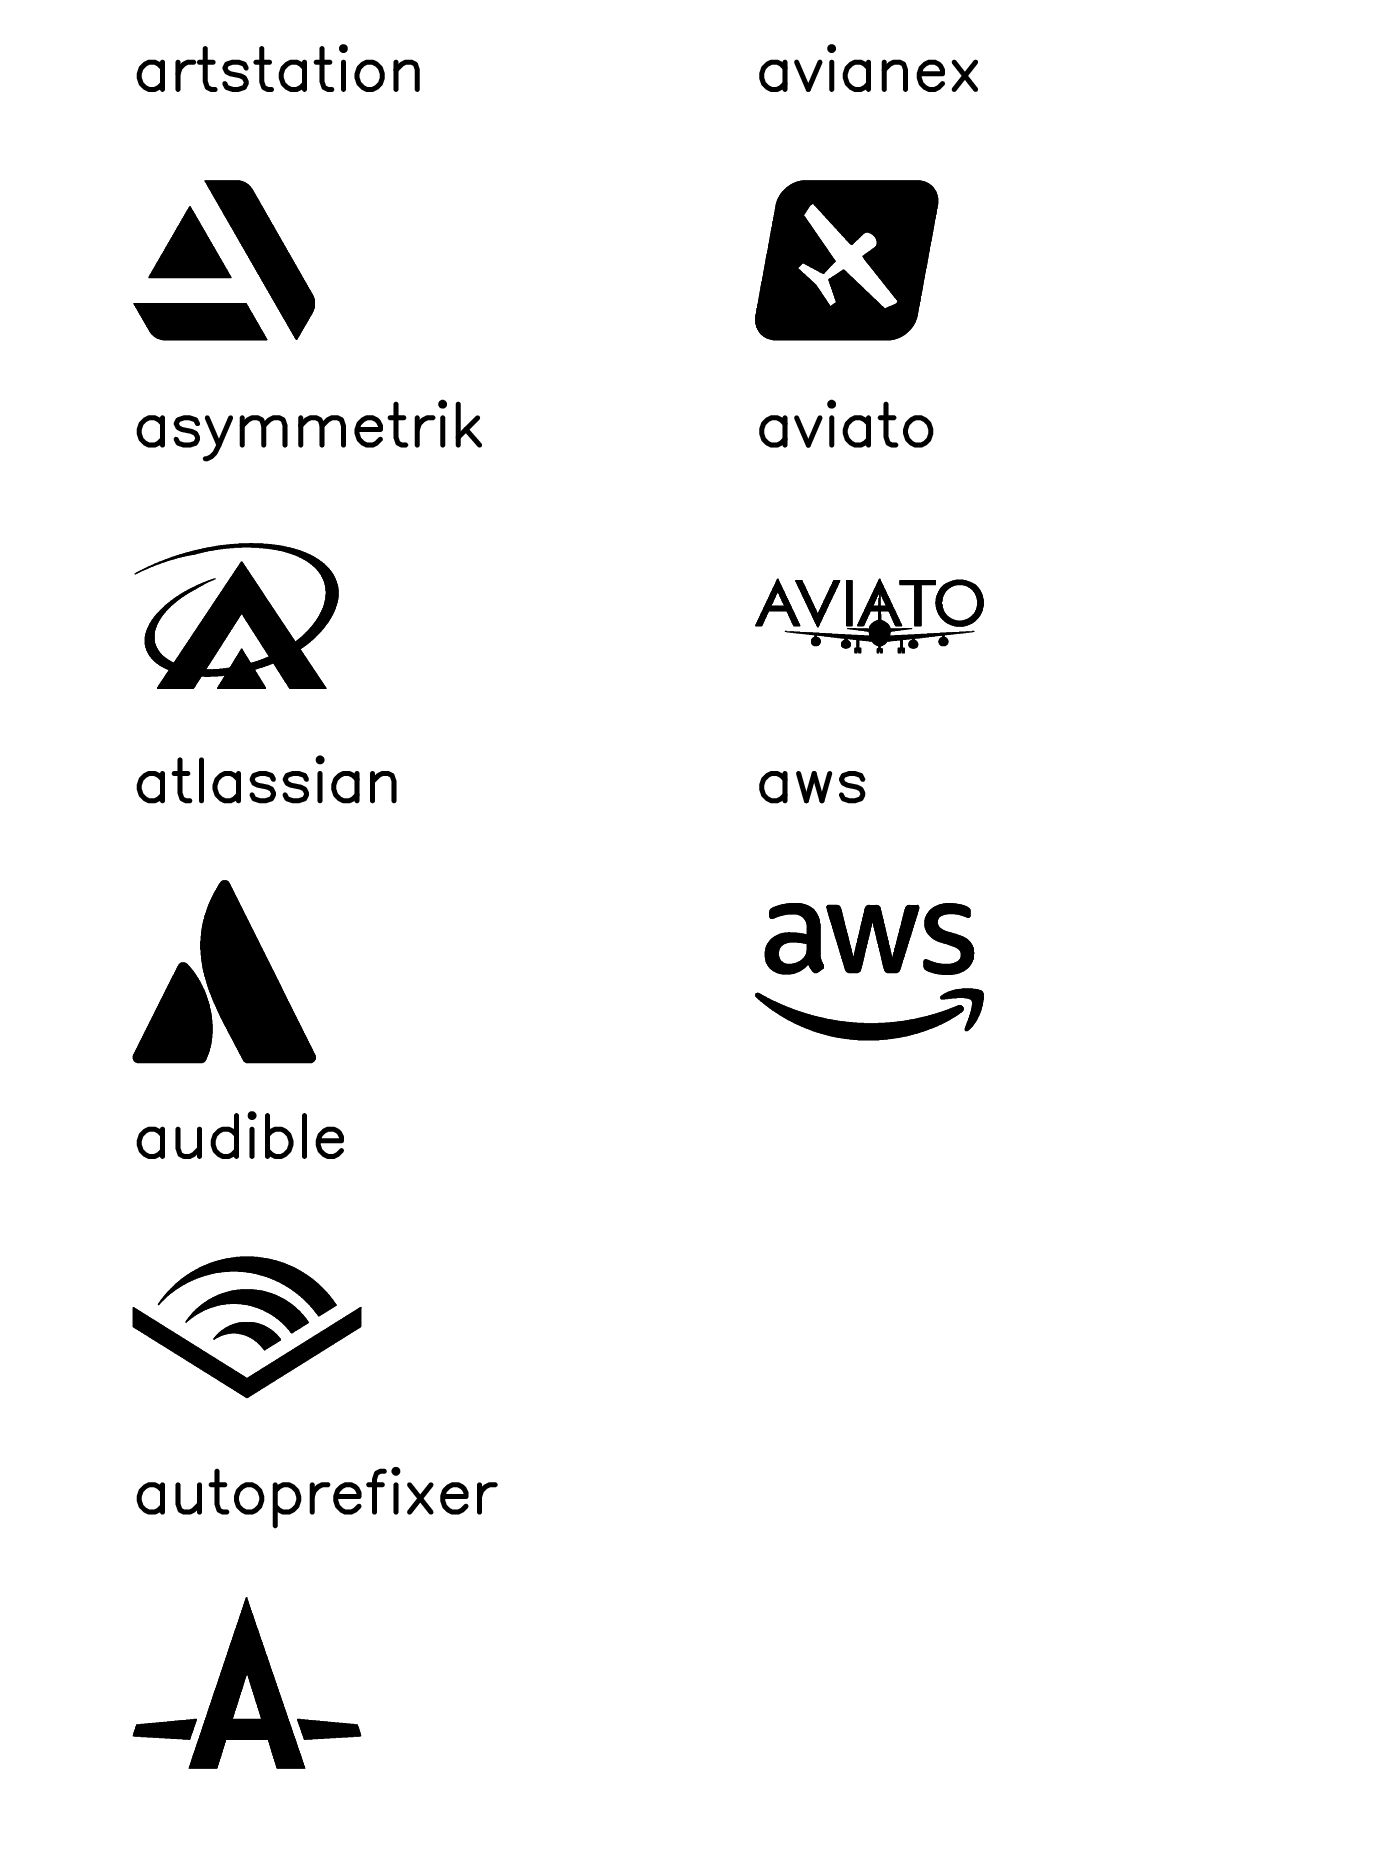 artstation
asymmetrik
atlassian
audible
autoprefixer
avianex
aviato
AVIATO
aws
aws